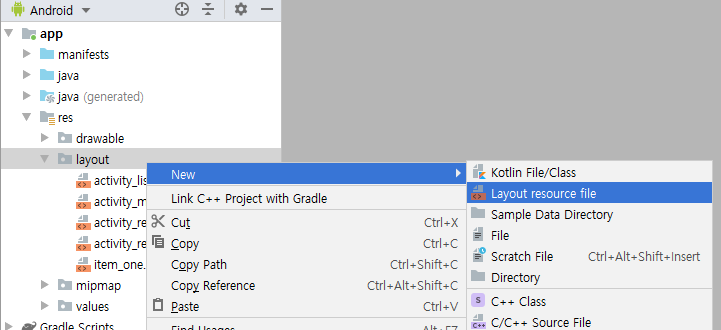 Android
app
manifests
java
java (generated)
res
drawable
layout
activity_lis
activity_m
activity_re
activity_re
item_one.
mipmap
values
Gradle Scripts
New
Link C++ Project with Gradle
Cut Ctrl+X
Copy Ctrl+C
Copy Path Ctrl+Shift+C
Copy Reference Ctrl+Alt+Shift+C
Paste Ctrl+V
Find Usages Alt+F7
Kotlin File/Class
Layout resource file
Sample Data Directory
File
Scratch File Ctrl+Alt+Shift+Insert
Directory
C++ Class
C/C++ Source File